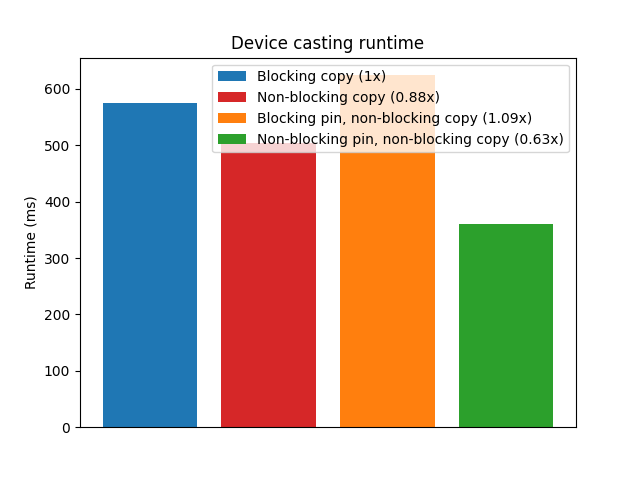 Device casting runtime
Blocking copy (1x)
Non-blocking copy (0.88x)
Blocking pin, non-blocking copy (1.09x)
Non-blocking pin, non-blocking copy (0.63x)
Runtime (ms)
600
500
400
300
200
100
0